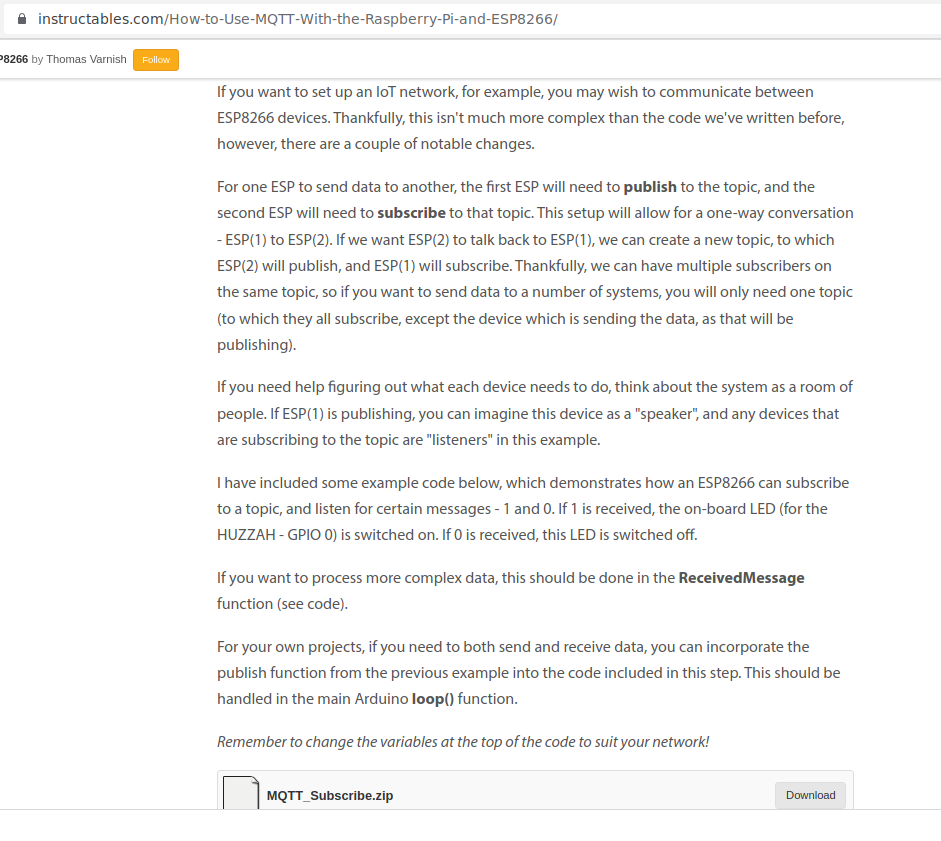 instructables.com/How-to-Use-MQTT-With-the-Raspberry-Pi-and-ESP8266/
P8266 by Thomas Varnish Follow
If you want to set up an IoT network, for example, you may wish to communicate between
ESP8266 devices. Thankfully, this isn't much more complex than the code we've written before,
however, there are a couple of notable changes.
For one ESP to send data to another, the first ESP will need to publish to the topic, and the
second ESP will need to subscribe to that topic. This setup will allow for a one-way conversation
- ESP(1) to ESP(2). If we want ESP(2) to talk back to ESP(1), we can create a new topic, to which
ESP(2) will publish, and ESP(1) will subscribe. Thankfully, we can have multiple subscribers on
the same topic, so if you want to send data to a number of systems, you will only need one topic
(to which they all subscribe, except the device which is sending the data, as that will be
publishing).
If you need help figuring out what each device needs to do, think about the system as a room of
people. If ESP(1) is publishing, you can imagine this device as a "speaker", and any devices that
are subscribing to the topic are "listeners" in this example.
I have included some example code below, which demonstrates how an ESP8266 can subscribe
to a topic, and listen for certain messages - 1 and 0. If 1 is received, the on-board LED (for the
HUZZAH - GPIO 0) is switched on. If 0 is received, this LED is switched off.
If you want to process more complex data, this should be done in the ReceivedMessage
function (see code).
For your own projects, if you need to both send and receive data, you can incorporate the
publish function from the previous example into the code included in this step. This should be
handled in the main Arduino loop() function.
Remember to change the variables at the top of the code to suit your network!
MQTT_Subscribe.zip Download